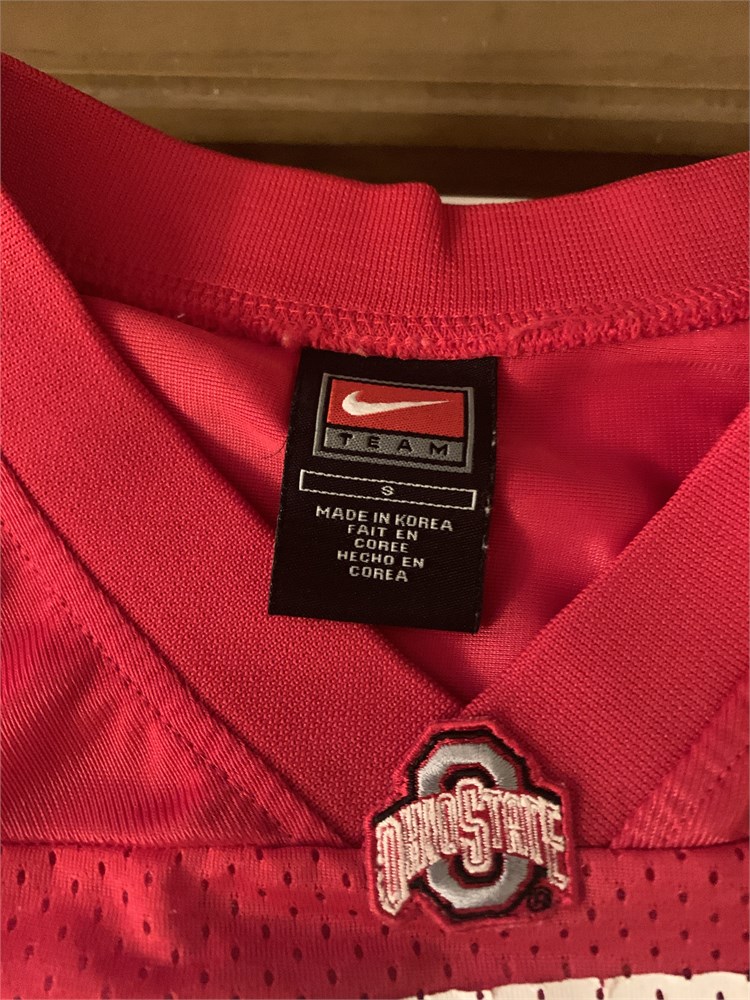 TEAM
S
MADE IN KOREA
FAIT EN
COREE
HECHO EN
COREA
OHIO STATE
®